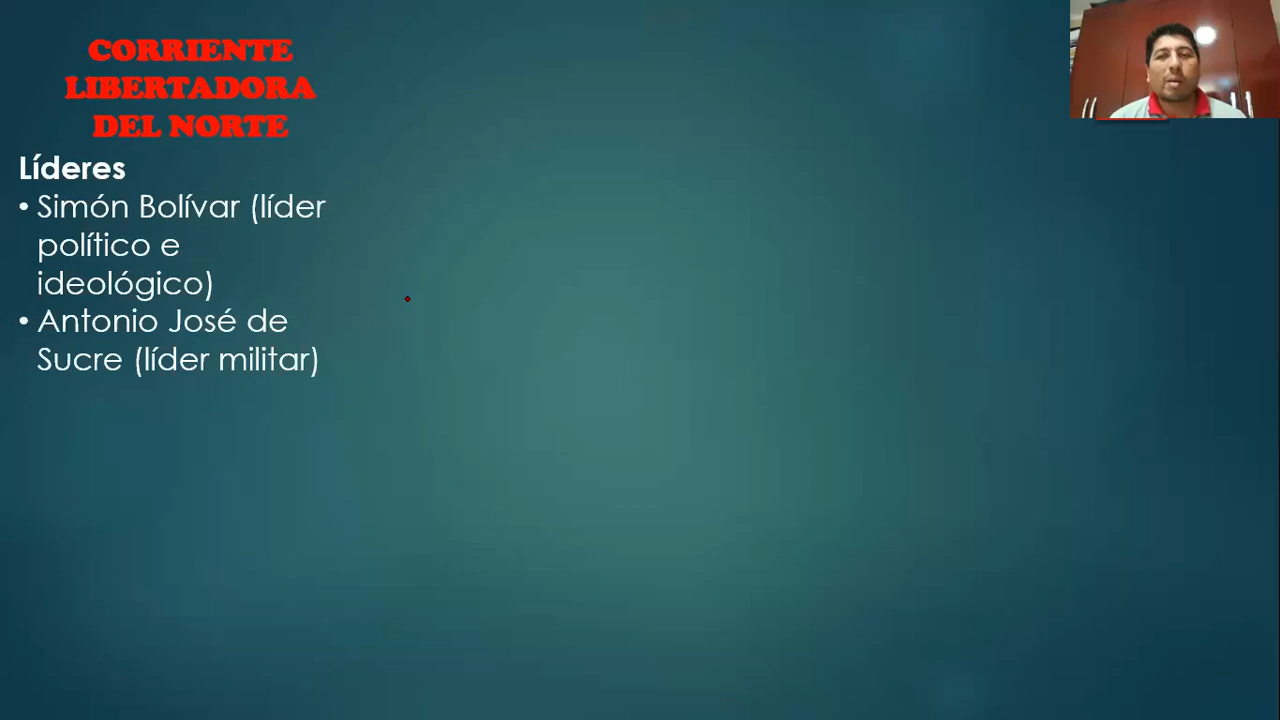 CORRIENTE
LIBERTADORA
DEL NORTE
Líderes
• Simón Bolívar (líder
político e
ideológico)
• Antonio José de
Sucre (líder militar)